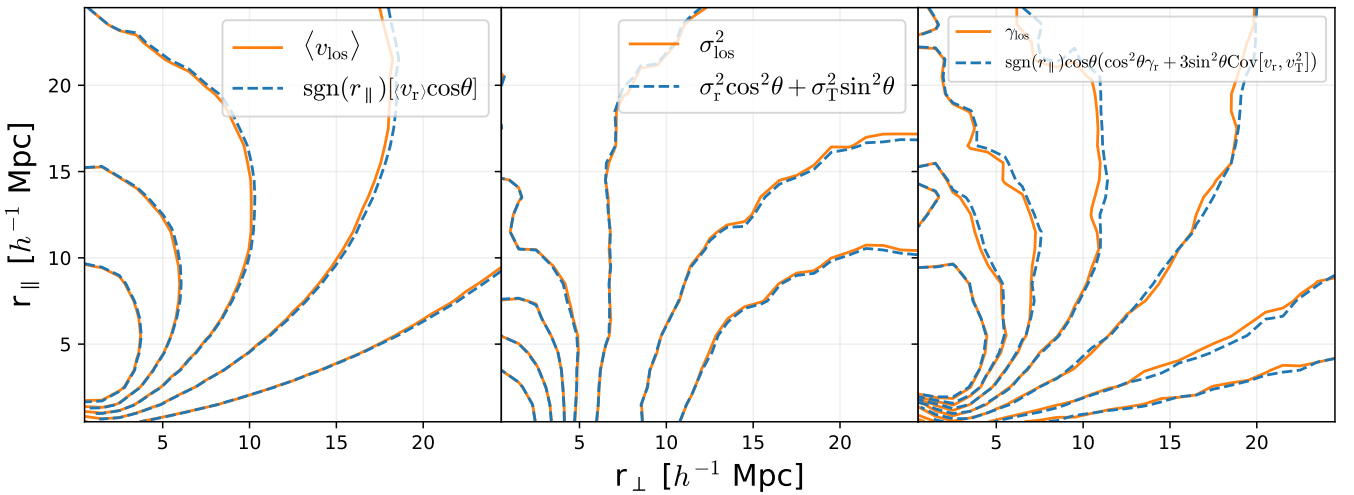 ⟨v_los⟩
sgn(r_∥)[⟨v_r⟩cosθ]
σ²_los
σ²_r cos²θ + σ²_T sin²θ
γ_los
sgn(r_∥)cosθ(cos²θγ_r + 3sin²θCov[v_r, v²_T])
r_∥ [h⁻¹ Mpc]
20
15
10
5
5 10 15 20
5 10 15 20
5 10 15 20
r_⊥ [h⁻¹ Mpc]